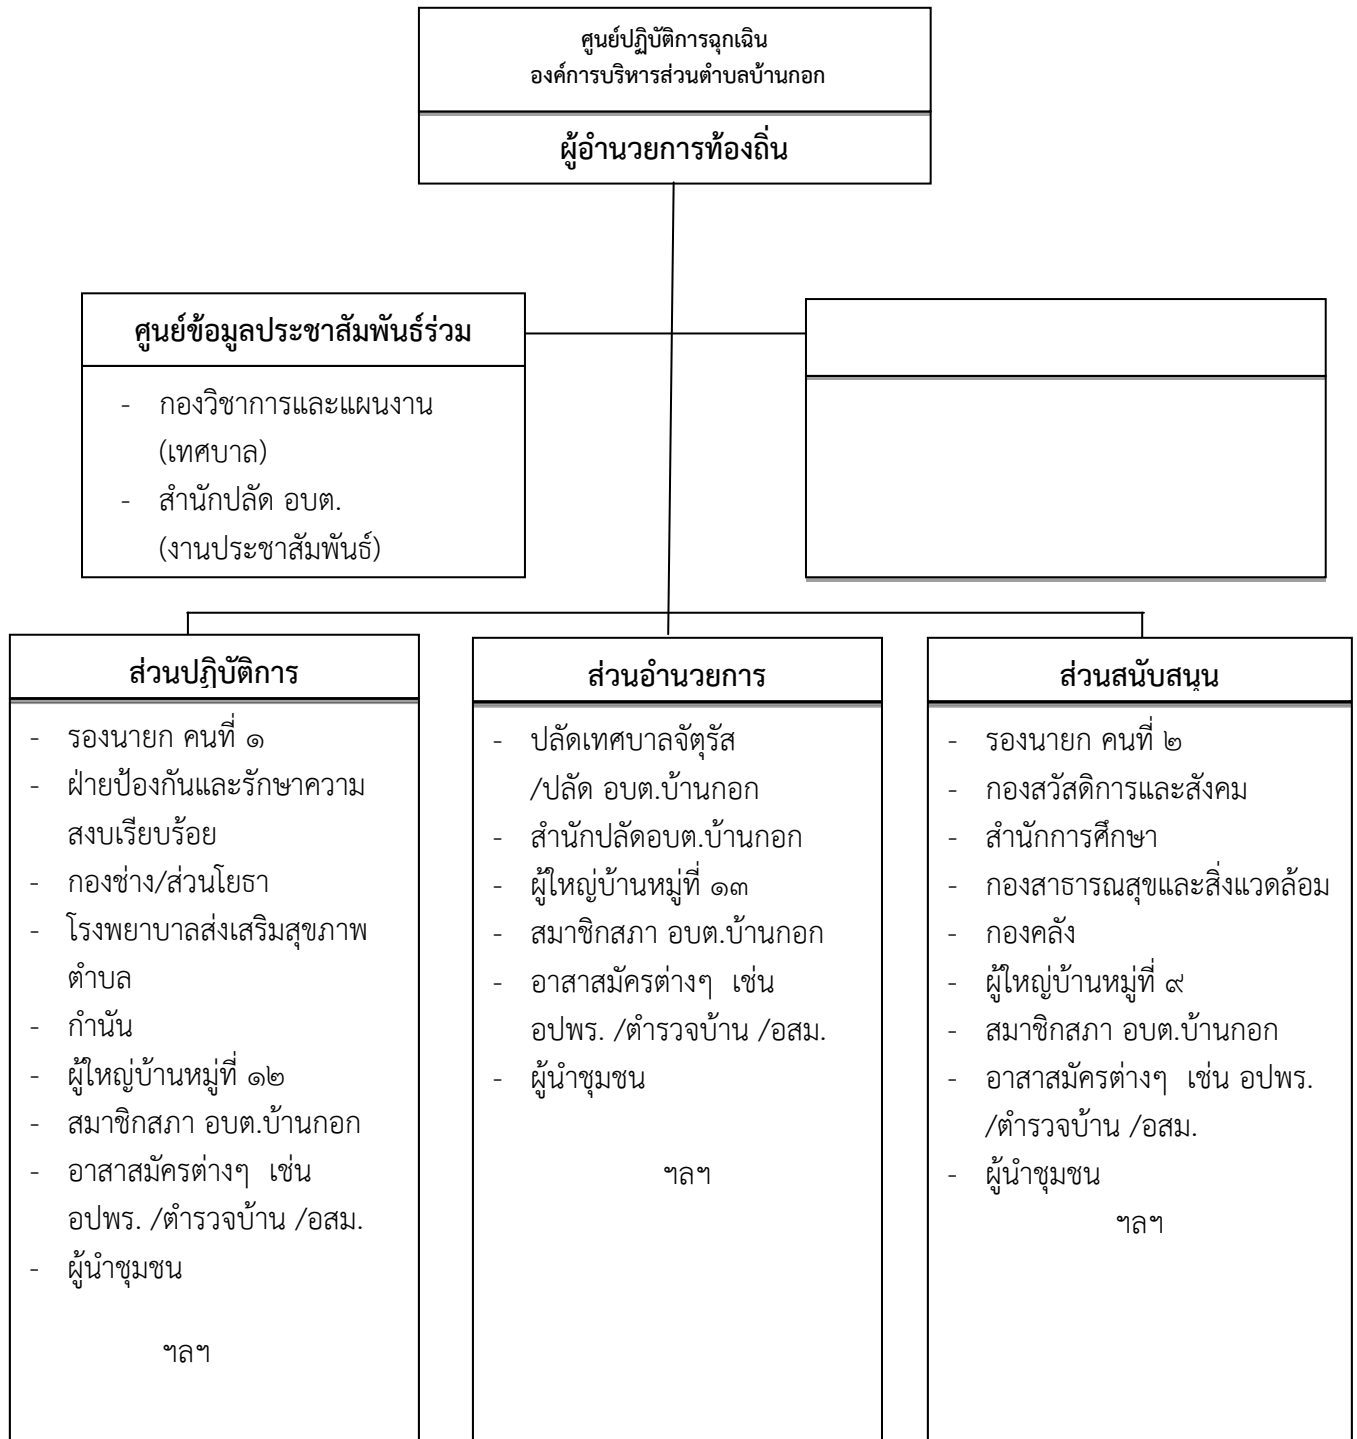 ศูนย์ปฏิบัติการฉุกเฉิน
องค์การบริหารส่วนตำบลบ้านกอก
ผู้อำนวยการท้องถิ่น
ศูนย์ข้อมูลประชาสัมพันธ์ร่วม
- กองวิชาการและแผนงาน
(เทศบาล)
- สำนักปลัด อบต.
(งานประชาสัมพันธ์)
ส่วนปฏิบัติการ
- รองนายก คนที่ ๑
- ฝ่ายป้องกันและรักษาความ
สงบเรียบร้อย
- กองช่าง/ส่วนโยธา
- โรงพยาบาลส่งเสริมสุขภาพ
ตำบล
- กำนัน
- ผู้ใหญ่บ้านหมู่ที่ ๑๒
- สมาชิกสภา อบต.บ้านกอก
- อาสาสมัครต่างๆ เช่น
อปพร. /ตำรวจบ้าน /อสม.
- ผู้นำชุมชน
ฯลฯ
ส่วนอำนวยการ
- ปลัดเทศบาลจัตุรัส
/ปลัด อบต.บ้านกอก
- สำนักปลัดอบต.บ้านกอก
- ผู้ใหญ่บ้านหมู่ที่ ๑๓
- สมาชิกสภา อบต.บ้านกอก
- อาสาสมัครต่างๆ เช่น
อปพร. /ตำรวจบ้าน /อสม.
- ผู้นำชุมชน
ฯลฯ
ส่วนสนับสนุน
- รองนายก คนที่ ๒
- กองสวัสดิการและสังคม
- สำนักการศึกษา
- กองสาธารณสุขและสิ่งแวดล้อม
- กองคลัง
- ผู้ใหญ่บ้านหมู่ที่ ๙
- สมาชิกสภา อบต.บ้านกอก
- อาสาสมัครต่างๆ เช่น อปพร.
/ตำรวจบ้าน /อสม.
- ผู้นำชุมชน
ฯลฯ